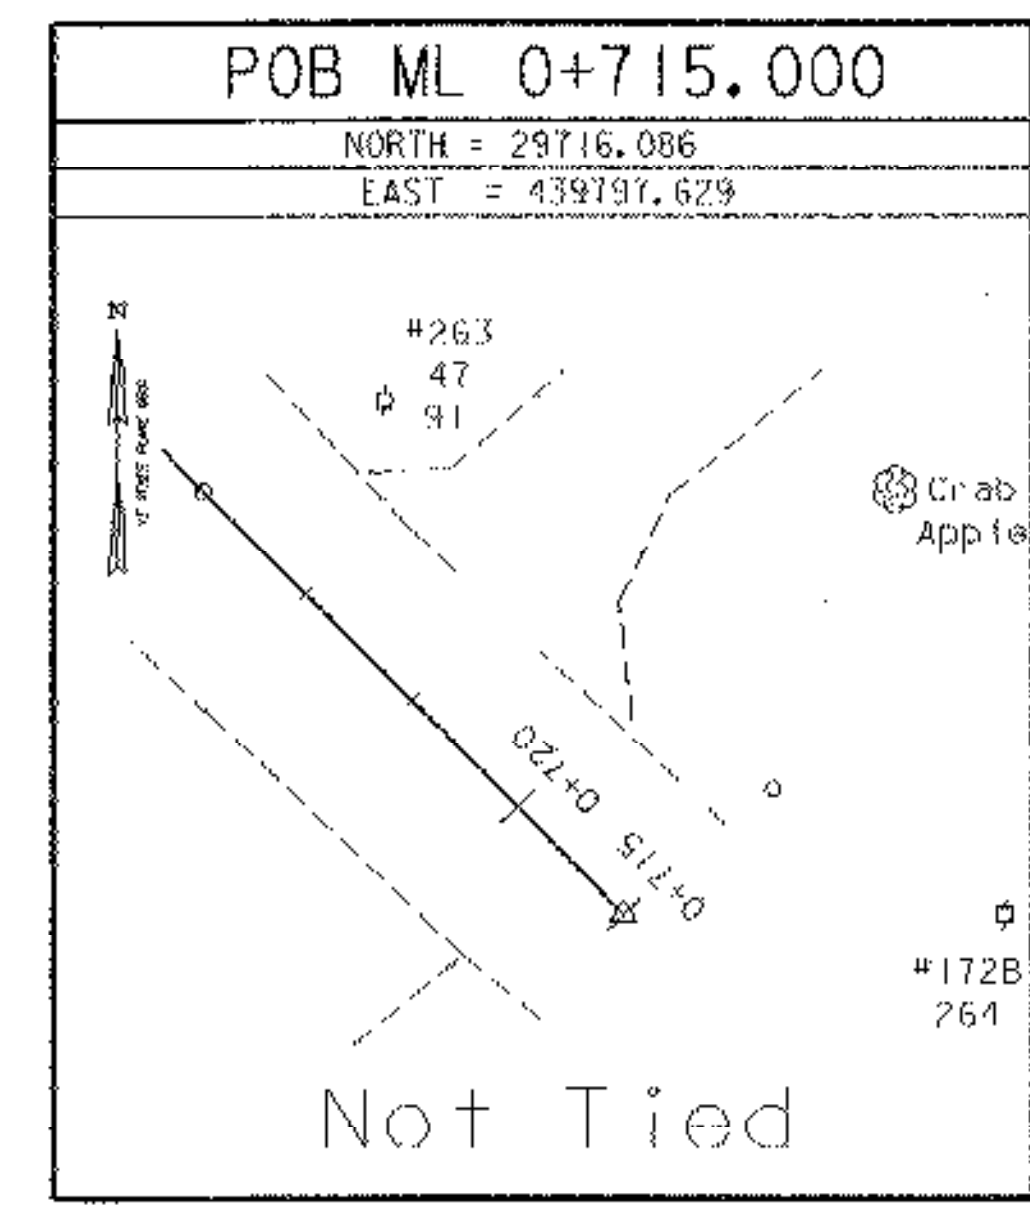 POB ML 0+715.000
NORTH = 29716.086
EAST = 439797.629
N
#263
47
91
Crab
Apple
0+720
0+715
#172B
264
Not Tied